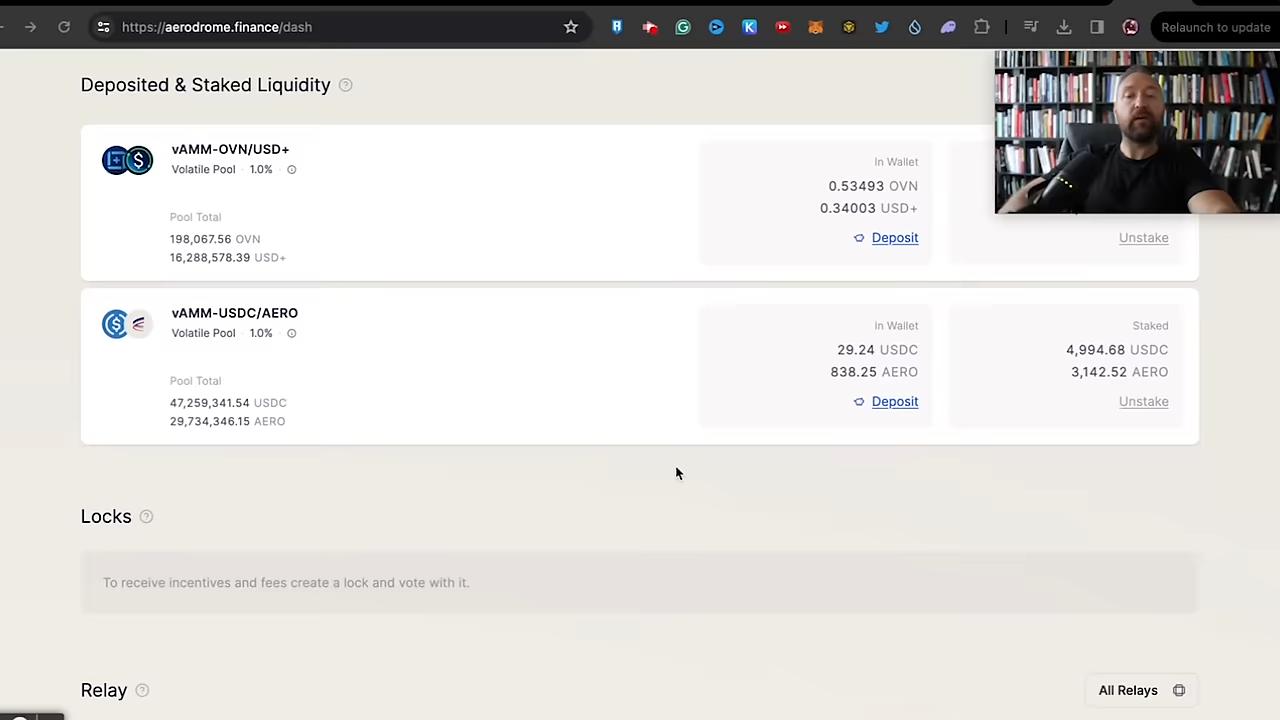 https://aerodrome.finance/dash
Relaunch to update
Deposited & Staked Liquidity
vAMM-OVN/USD+
Volatile Pool · 1.0%
Pool Total
198,067.56 OVN
16,288,578.39 USD+
In Wallet
0.53493 OVN
0.34003 USD+
Deposit
Unstake
vAMM-USDC/AERO
Volatile Pool · 1.0%
Pool Total
47,259,341.54 USDC
29,734,346.15 AERO
In Wallet
29.24 USDC
838.25 AERO
Deposit
Staked
4,994.68 USDC
3,142.52 AERO
Unstake
Locks
To receive incentives and fees create a lock and vote with it.
Relay
All Relays